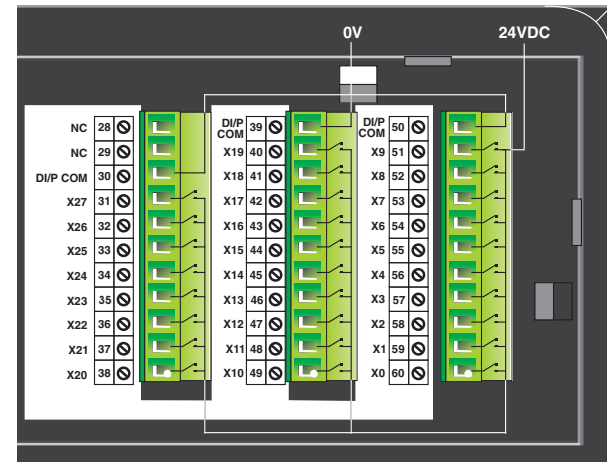 0V 24VDC
NC 28
NC 29
DI/P COM 30
X27 31
X26 32
X25 33
X24 34
X23 35
X22 36
X21 37
X20 38
DI/P
COM 39
X19 40
X18 41
X17 42
X16 43
X15 44
X14 45
X13 46
X12 47
X11 48
X10 49
DI/P
COM 50
X9 51
X8 52
X7 53
X6 54
X5 55
X4 56
X3 57
X2 58
X1 59
X0 60